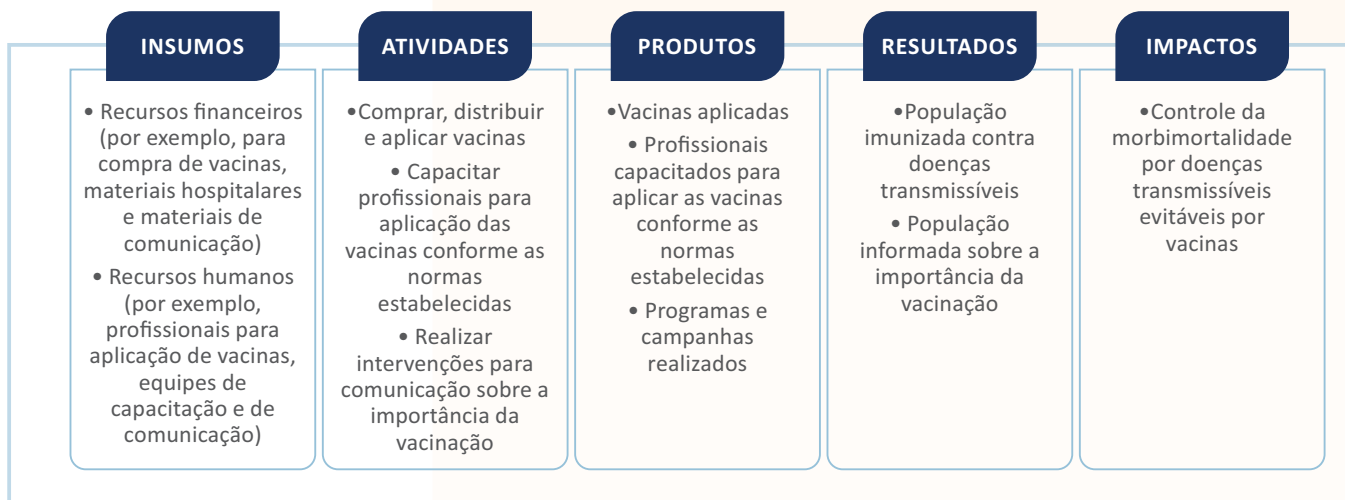 INSUMOS
• Recursos financeiros
(por exemplo, para
compra de vacinas,
materiais hospitalares
e materiais de
comunicação)
• Recursos humanos
(por exemplo,
profissionais para
aplicação de vacinas,
equipes de
capacitação e de
comunicação)
ATIVIDADES
•Comprar, distribuir
e aplicar vacinas
• Capacitar
profissionais para
aplicação das
vacinas conforme as
normas
estabelecidas
• Realizar
intervenções para
comunicação sobre a
importância da
vacinação
PRODUTOS
•Vacinas aplicadas
• Profissionais
capacitados para
aplicar as vacinas
conforme as
normas
estabelecidas
• Programas e
campanhas
realizados
RESULTADOS
•População
imunizada contra
doenças
transmissíveis
• População
informada sobre a
importância da
vacinação
IMPACTOS
•Controle da
morbimortalidade
por doenças
transmissíveis
evitáveis por
vacinas